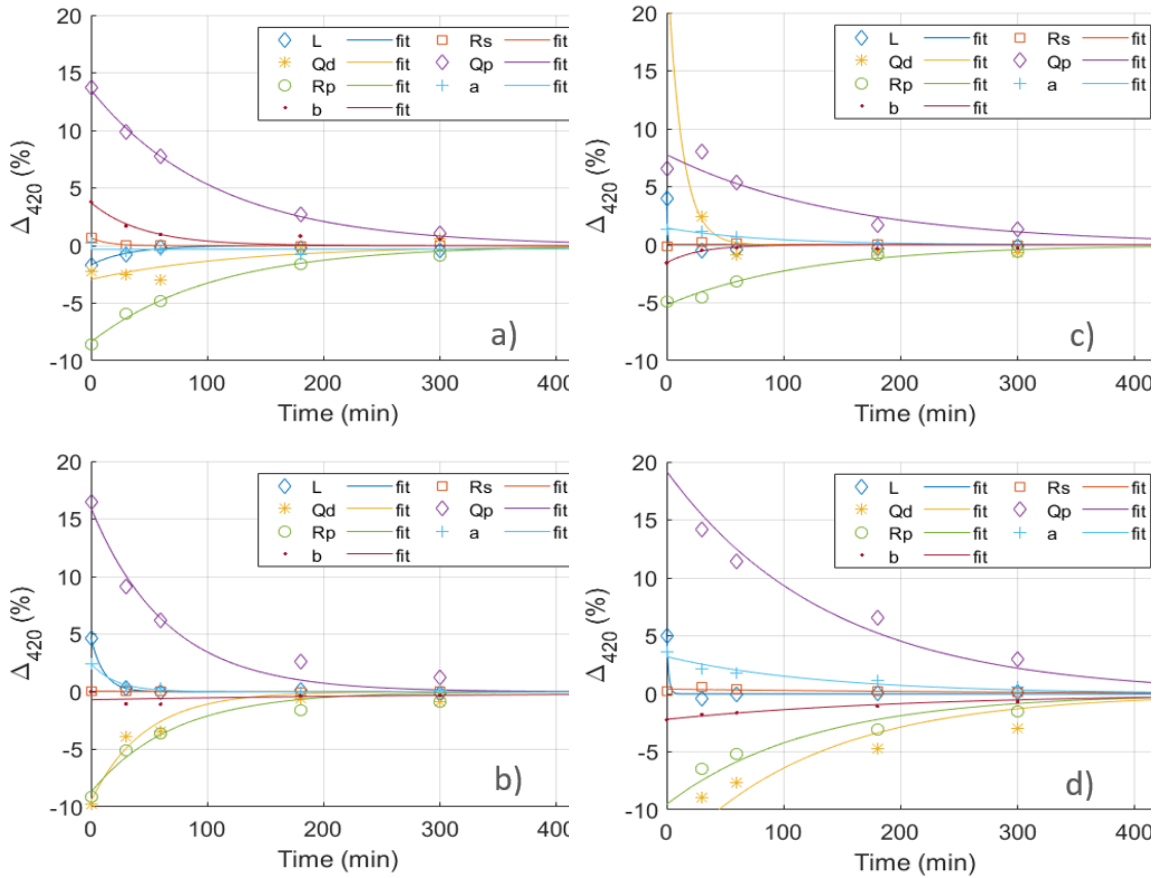 Δ420 (%)
20
15
10
5
0
-5
-10
L fit Rs fit
Qd fit Qp fit
Rp fit a fit
b fit
a)
0 100 200 300 400
Time (min)
Δ420 (%)
20
15
10
5
0
-5
-10
L fit Rs fit
Qd fit Qp fit
Rp fit a fit
b fit
c)
0 100 200 300 400
Time (min)
Δ420 (%)
20
15
10
5
0
-5
-10
L fit Rs fit
Qd fit Qp fit
Rp fit a fit
b fit
b)
0 100 200 300 400
Time (min)
Δ420 (%)
20
15
10
5
0
-5
-10
L fit Rs fit
Qd fit Qp fit
Rp fit a fit
b fit
d)
0 100 200 300 400
Time (min)